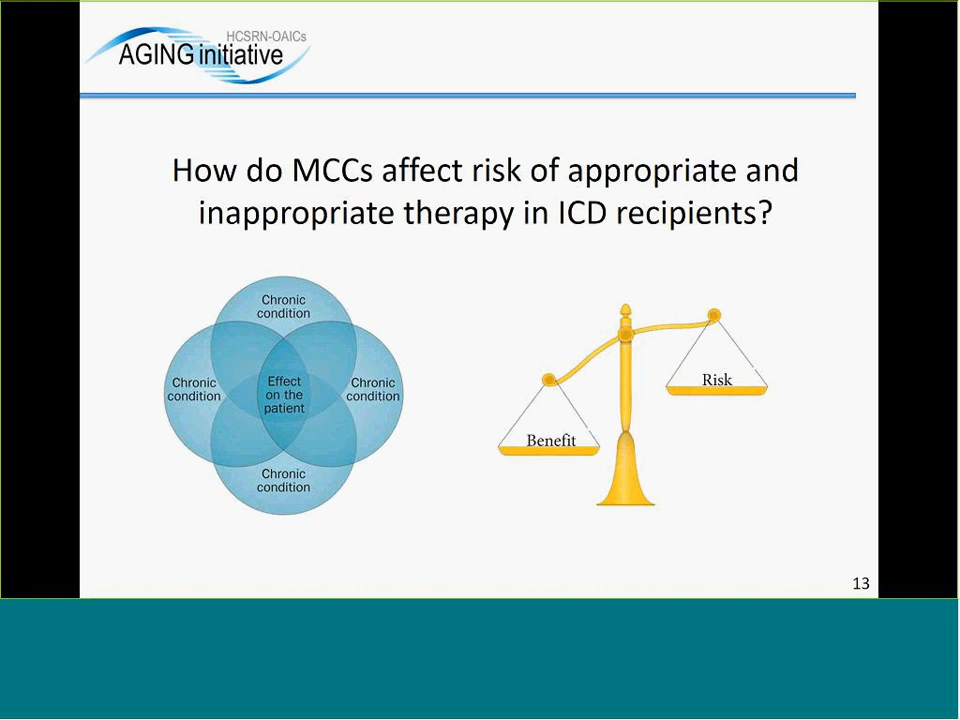 HCSRN-OAICs
AGING initiative
How do MCCs affect risk of appropriate and
inappropriate therapy in ICD recipients?
Chronic
condition
Chronic
condition
Effect
on the
patient
Chronic
condition
Chronic
condition
Risk
Benefit
13